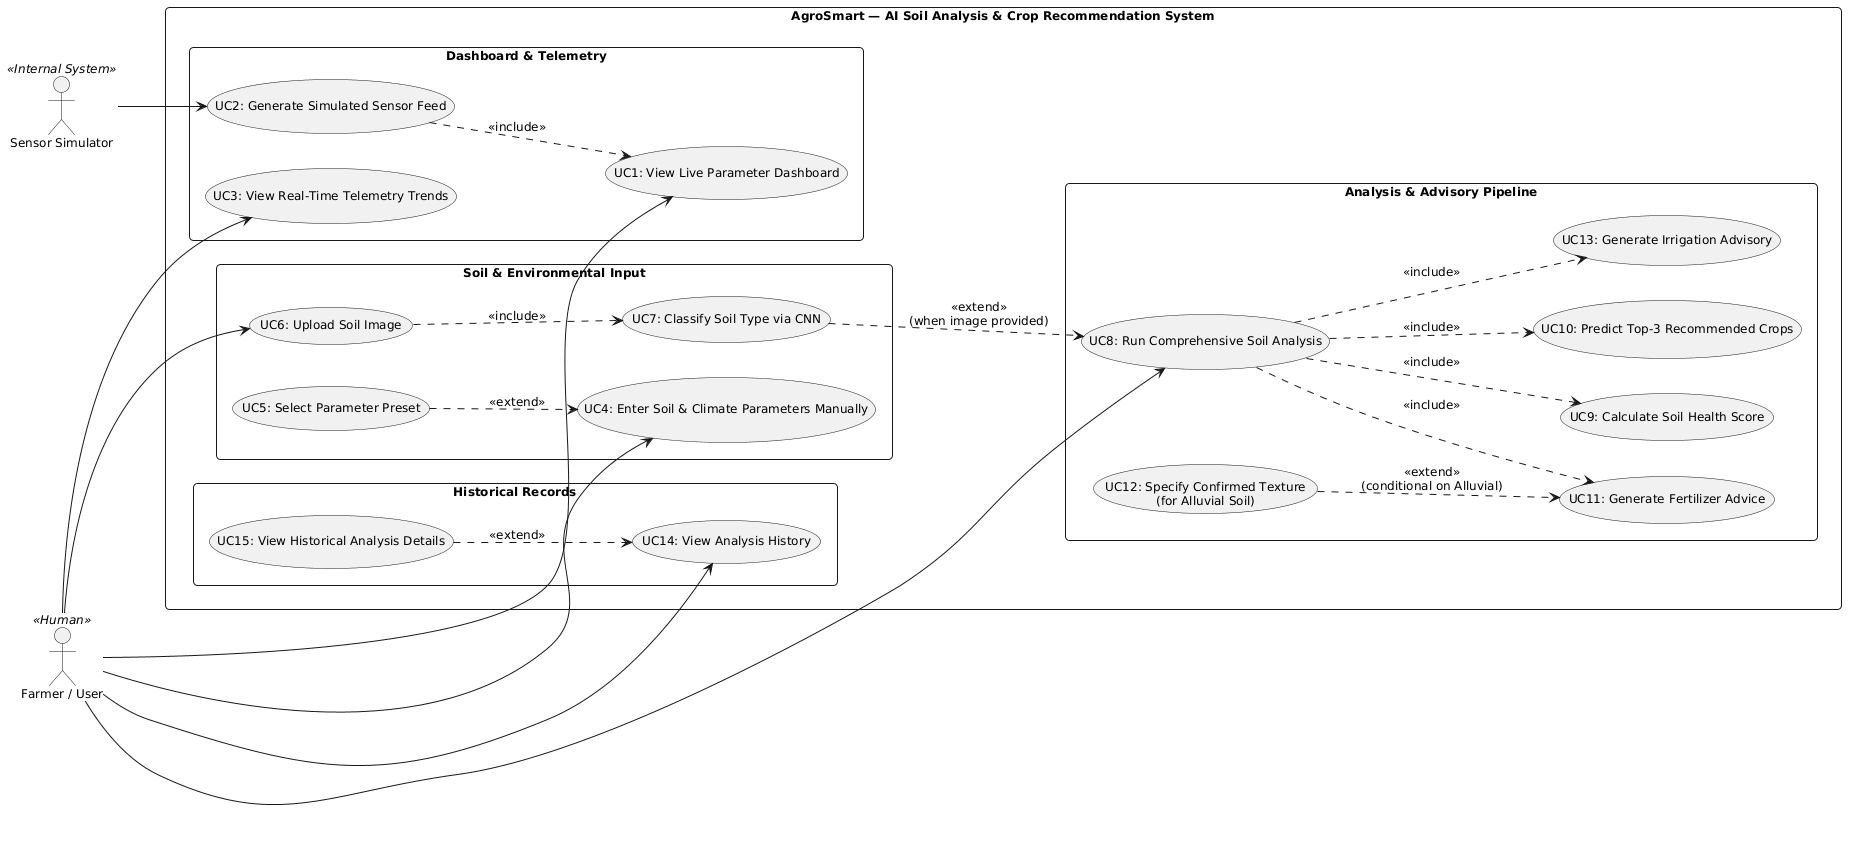 AgroSmart — AI Soil Analysis & Crop Recommendation System
Dashboard & Telemetry
«Internal System»
Sensor Simulator
UC2: Generate Simulated Sensor Feed
«include»
UC1: View Live Parameter Dashboard
UC3: View Real-Time Telemetry Trends
Soil & Environmental Input
UC6: Upload Soil Image
«include»
UC7: Classify Soil Type via CNN
«extend»
(when image provided)
UC5: Select Parameter Preset
«extend»
UC4: Enter Soil & Climate Parameters Manually
Historical Records
UC15: View Historical Analysis Details
«extend»
UC14: View Analysis History
Analysis & Advisory Pipeline
UC8: Run Comprehensive Soil Analysis
«include»
UC13: Generate Irrigation Advisory
«include»
UC10: Predict Top-3 Recommended Crops
«include»
UC9: Calculate Soil Health Score
«include»
UC12: Specify Confirmed Texture
(for Alluvial Soil)
«extend»
(conditional on Alluvial)
UC11: Generate Fertilizer Advice
«Human»
Farmer / User